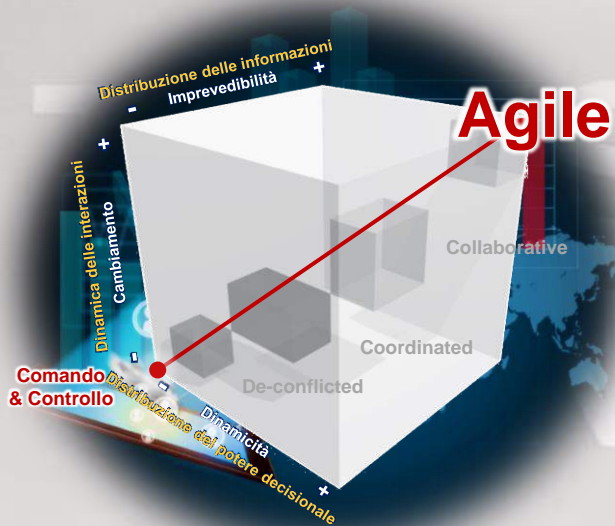 Distribuzione delle informazioni
- Imprevedibilità +
Agile
+
Dinamica delle interazioni
Cambiamento
-
Collaborative
Coordinated
De-conflicted
Comando
& Controllo
-
Dinamicità
Distribuzione del potere decisionale
+